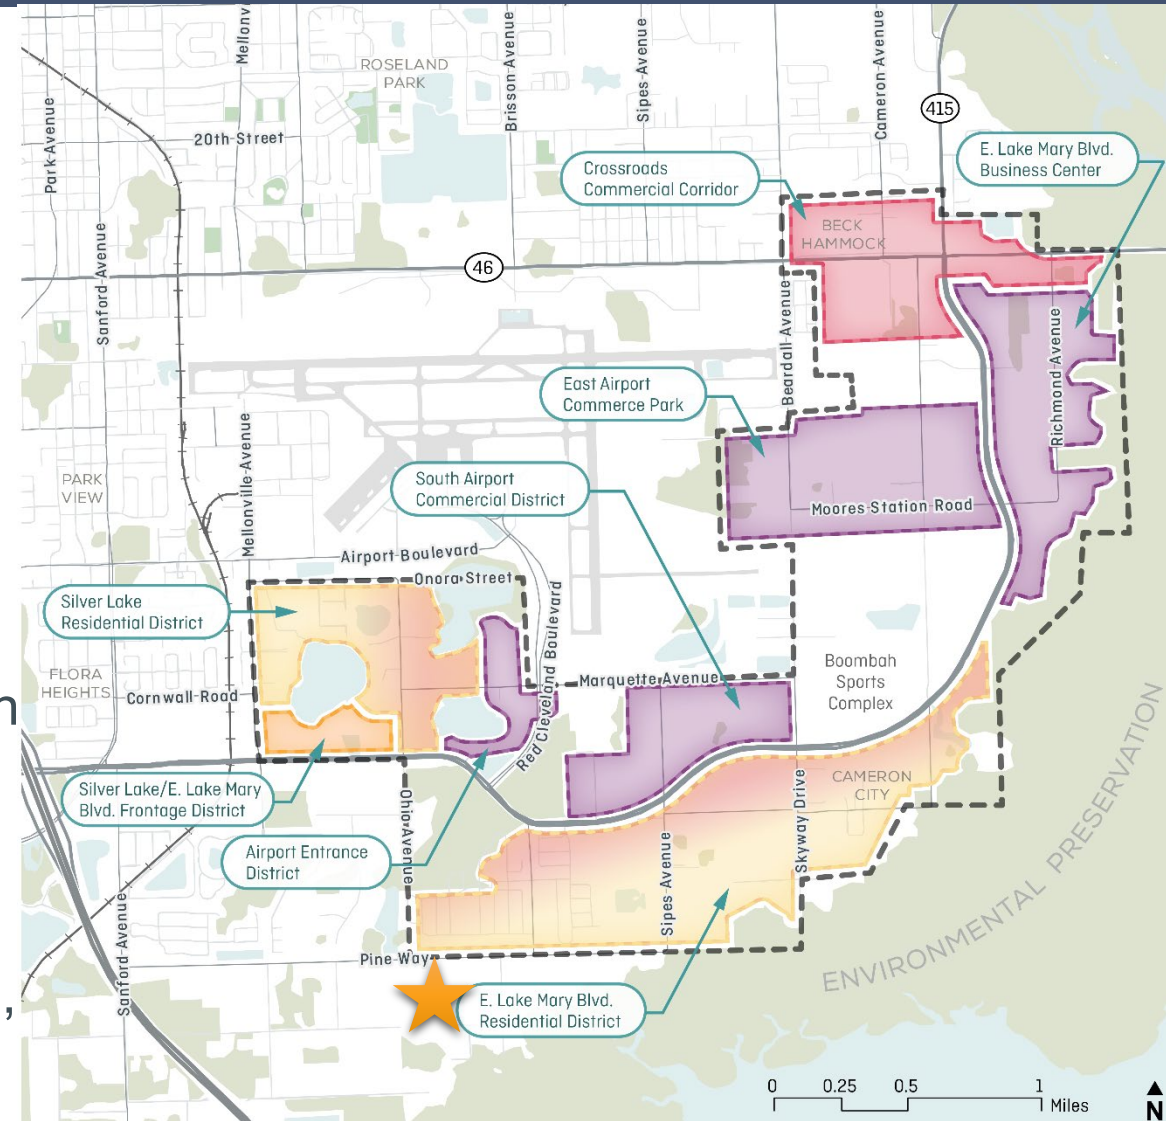 Mellonv
ROSELAND
PARK
Brisson Avenue
Sipes Avenue
Cameron Avenue
415
20th Street
Park Avenue
E. Lake Mary Blvd.
Business Center
Crossroads
Commercial Corridor
BECK
HAMMOCK
Sanford Avenue
46
Beardall Avenue
Richmond Avenue
East Airport
Commerce Park
Mellonville Avenue
PARK
VIEW
South Airport
Commercial District
Moores Station Road
Airport Boulevard
Onora Street
Silver Lake
Residential District
Red Cleveland Boulevard
Boombah
Sports
Complex
FLORA
HEIGHTS
Cornwall Road
Marquette Avenue
n
Silver Lake/E. Lake Mary
Blvd. Frontage District
Ohio Avenue
Skyway Drive
CAMERON
CITY
Airport Entrance
District
Sipes Avenue
ENVIRONMENTAL PRESERVATION
Sanford Avenue
Pine Way
,
E. Lake Mary Blvd.
Residential District
0 0.25 0.5 1
Miles
N